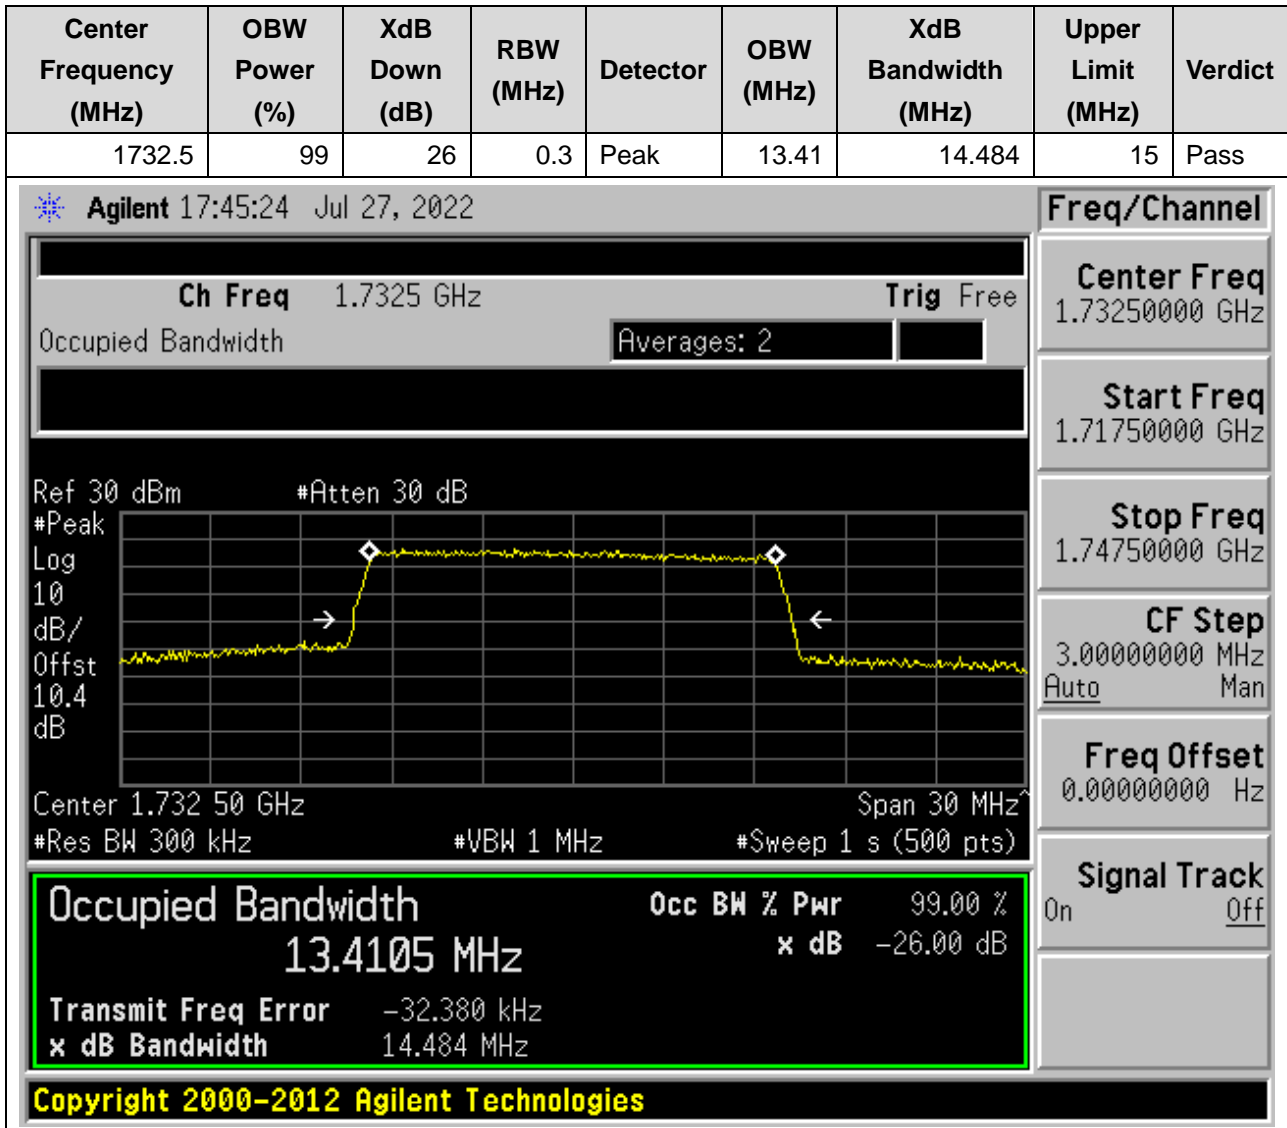 Center Frequency (MHz) OBW Power (%) XdB Down (dB) RBW (MHz) Detector OBW (MHz) XdB Bandwidth (MHz) Upper Limit (MHz) Verdict
1732.5 99 26 0.3 Peak 13.41 14.484 15 Pass
Agilent 17:45:24 Jul 27, 2022
Freq/Channel
Ch Freq 1.7325 GHz Trig Free
Occupied Bandwidth Averages: 2
Center Freq
1.73250000 GHz
Start Freq
1.71750000 GHz
Stop Freq
1.74750000 GHz
CF Step
3.00000000 MHz
Auto Man
Freq Offset
0.00000000 Hz
Signal Track
On Off
Ref 30 dBm #Atten 30 dB
#Peak
Log
10
dB/
Offst
10.4
dB
Center 1.732 50 GHz Span 30 MHz^
#Res BW 300 kHz #VBW 1 MHz #Sweep 1 s (500 pts)
Occupied Bandwidth Occ BW % Pwr 99.00 %
13.4105 MHz x dB -26.00 dB
Transmit Freq Error -32.380 kHz
x dB Bandwidth 14.484 MHz
Copyright 2000-2012 Agilent Technologies